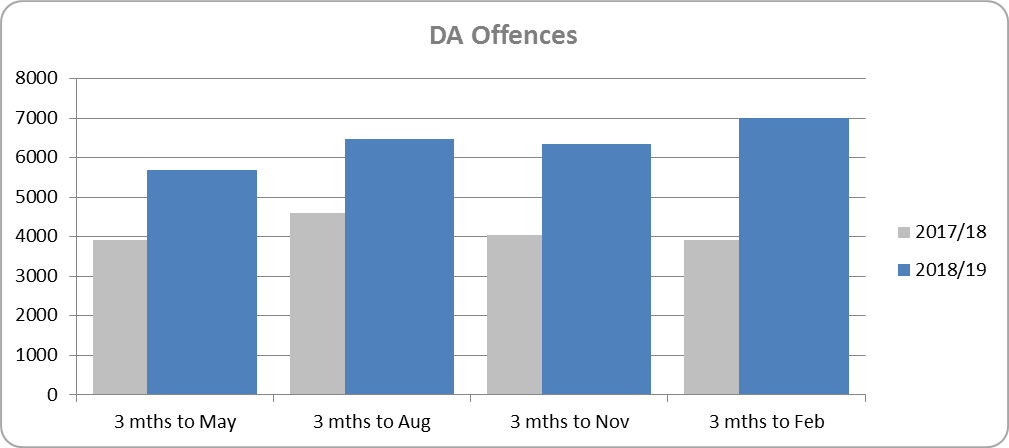 DA Offences
8000
7000
6000
5000
4000
3000
2000
1000
0
3 mths to May
3 mths to Aug
3 mths to Nov
3 mths to Feb
2017/18
2018/19